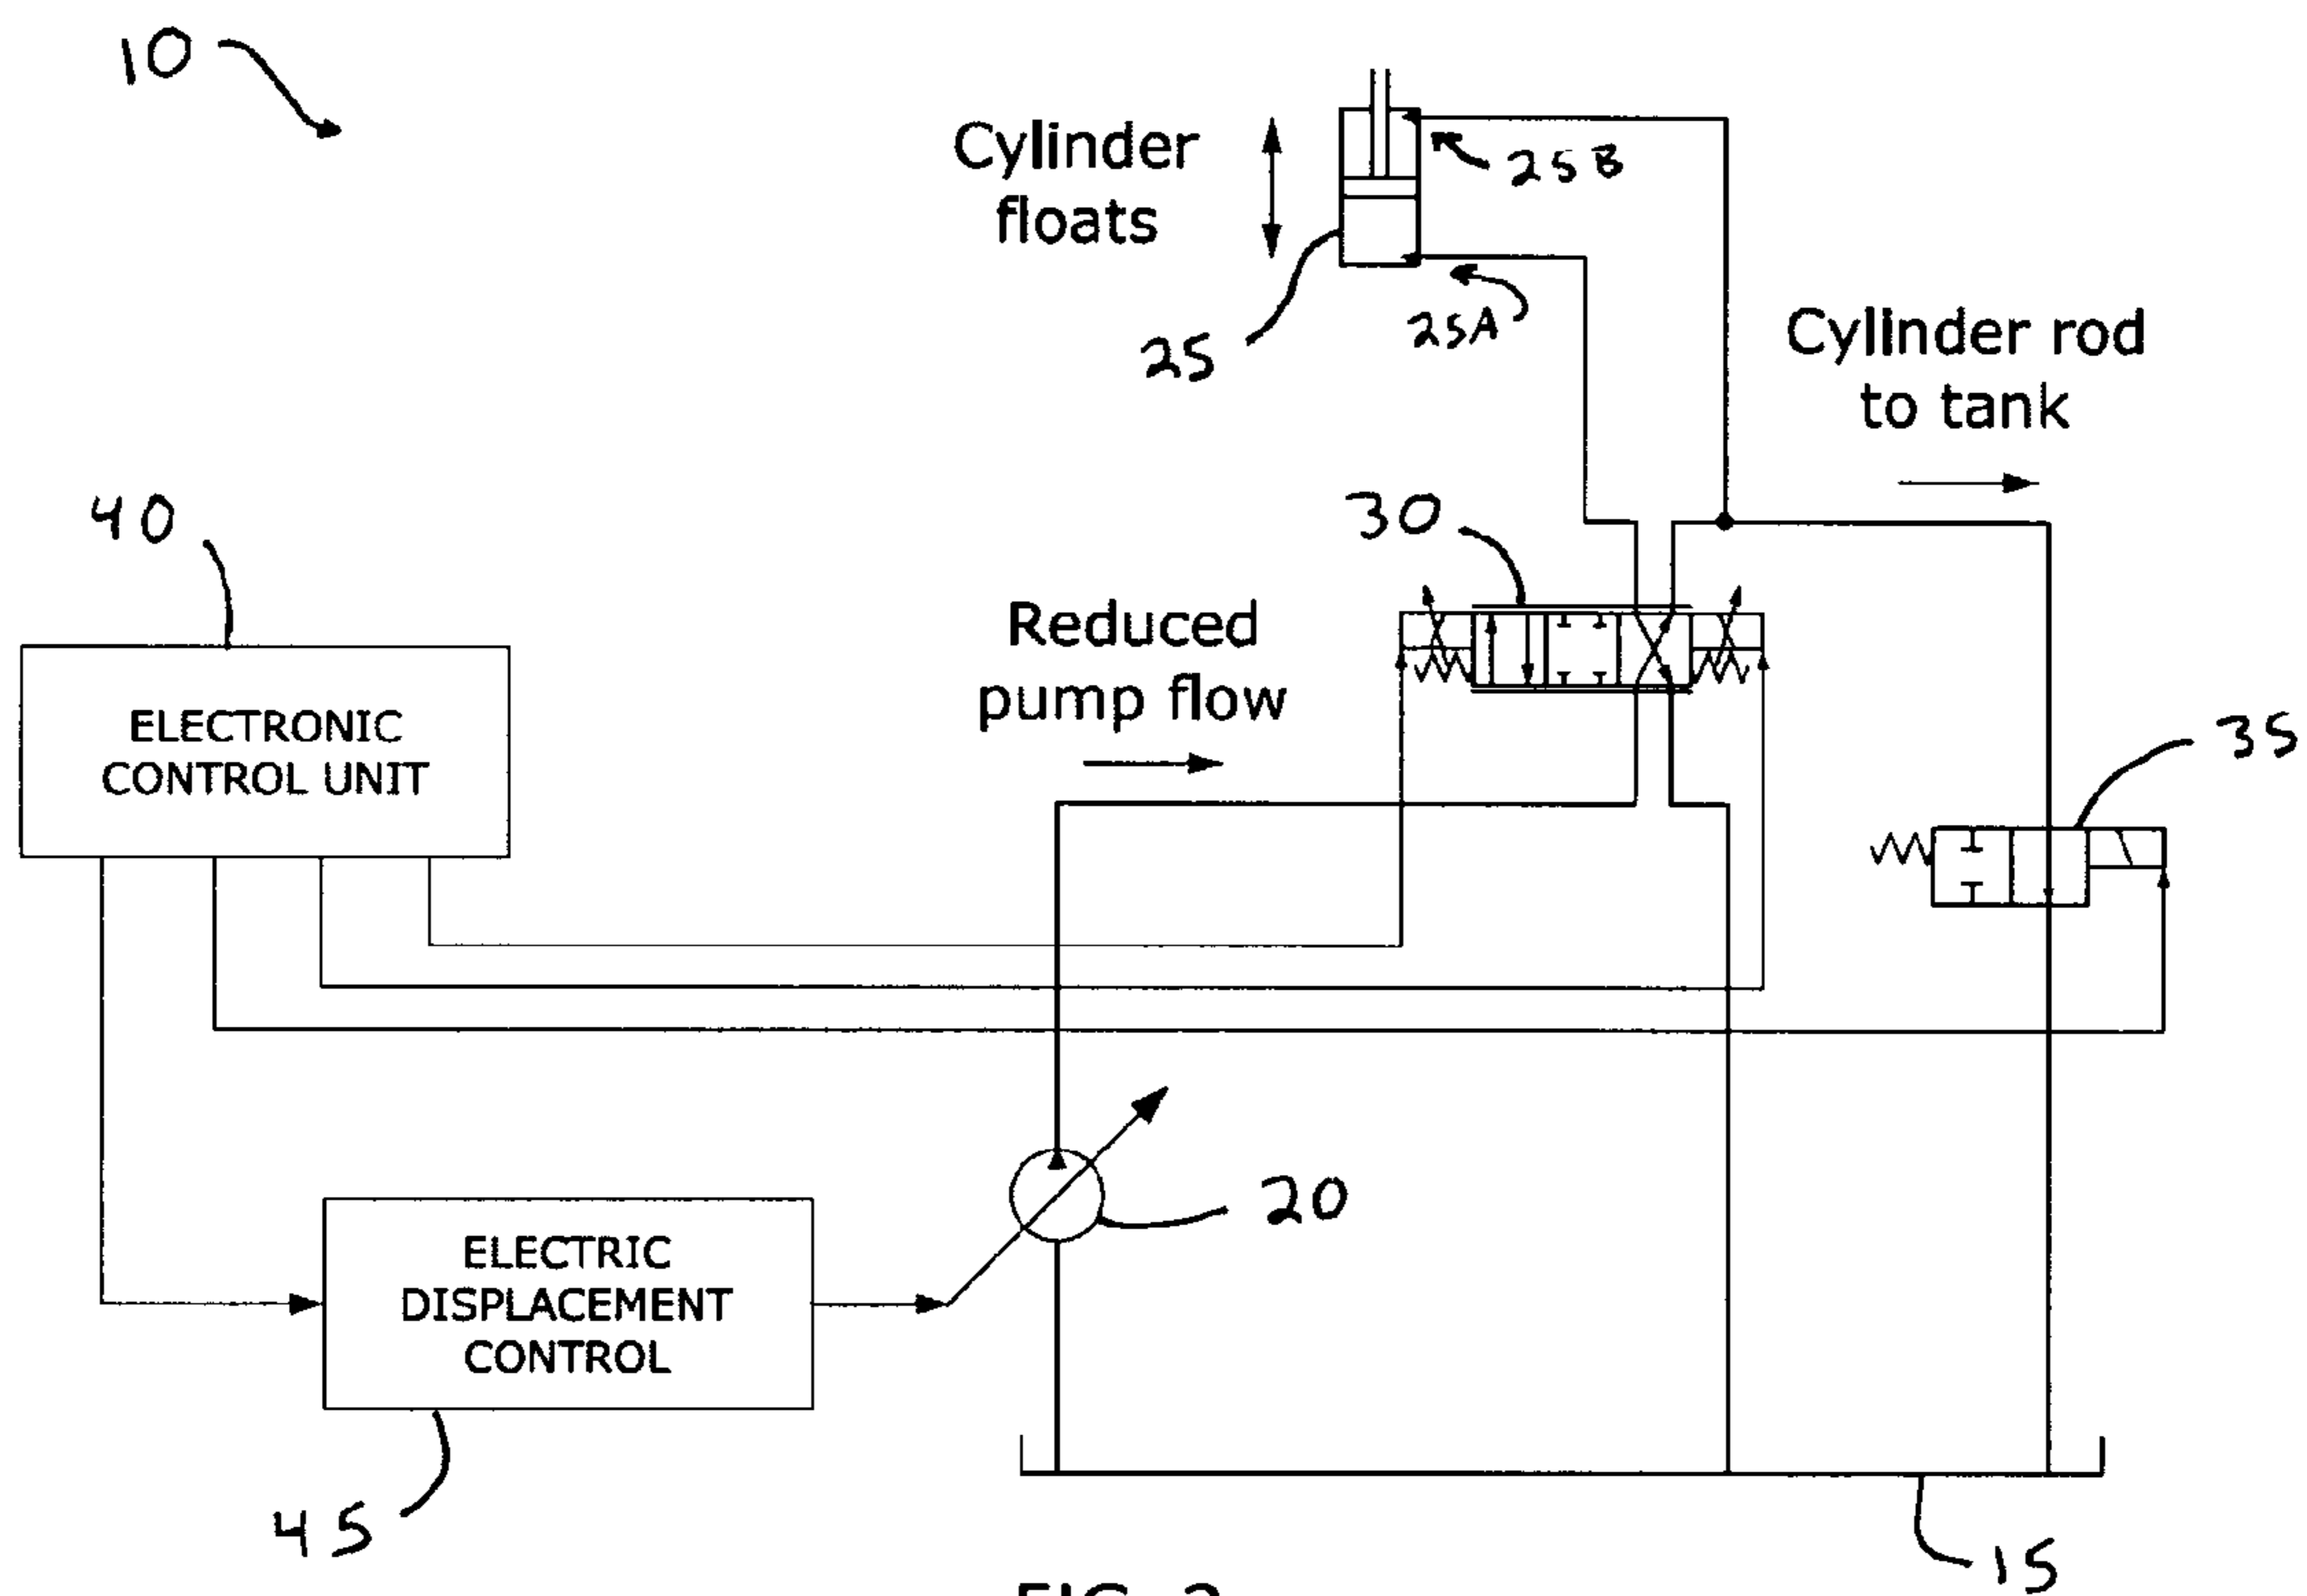 10
Cylinder
floats
25B
25A
25
Cylinder rod
to tank
40
30
Reduced
pump flow
ELECTRONIC
CONTROL UNIT
35
20
ELECTRIC
DISPLACEMENT
CONTROL
45
15